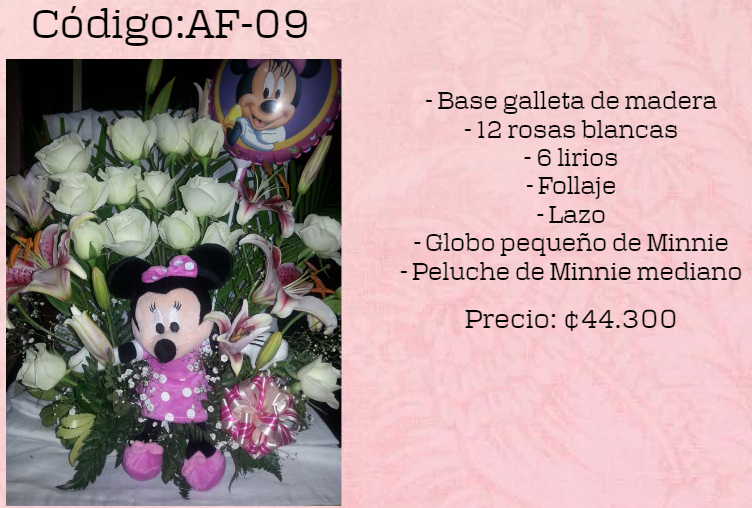 Código:AF-09
- Base galleta de madera
- 12 rosas blancas
- 6 lirios
- Follaje
- Lazo
- Globo pequeño de Minnie
- Peluche de Minnie mediano
Precio: ₡44.300